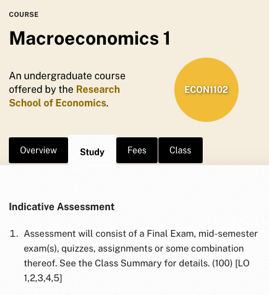 COURSE
Macroeconomics 1
An undergraduate course
offered by the Research
School of Economics.
ECON1102
Overview
Study
Fees
Class
Indicative Assessment
1. Assessment will consist of a Final Exam, mid-semester
exam(s), quizzes, assignments or some combination
thereof. See the Class Summary for details. (100) [LO
1,2,3,4,5]